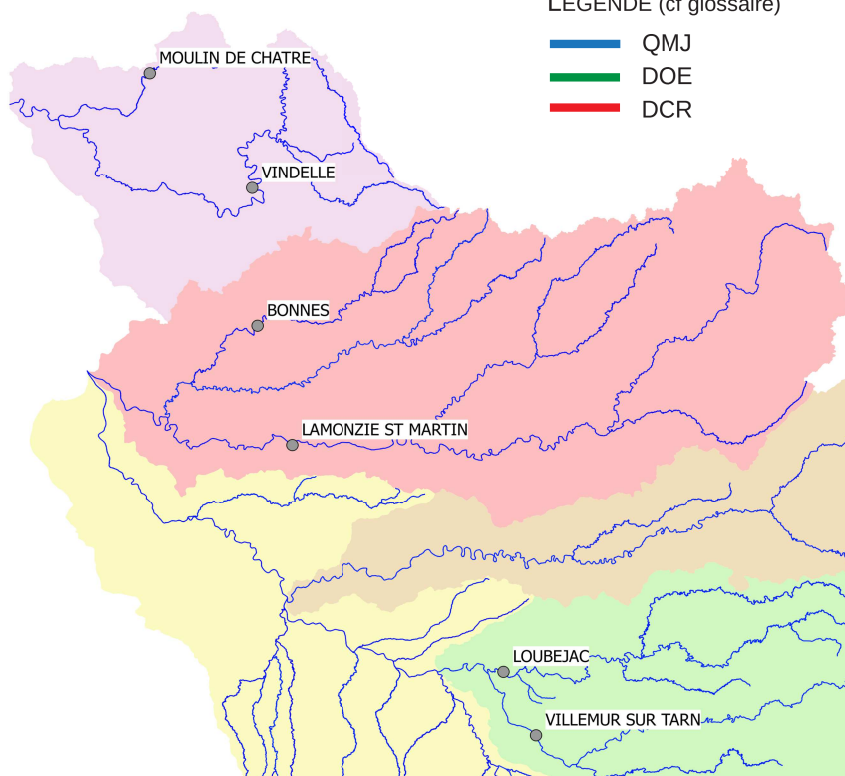 LEGENDE (cf glossaire)
QMJ
DOE
DCR
MOULIN DE CHATRE
VINDELLE
BONNES
LAMONZIE ST MARTIN
LOUBEJAC
VILLEMUR SUR TARN